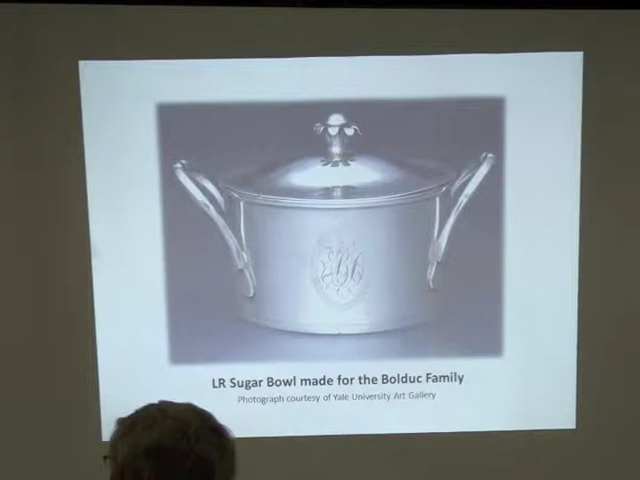 LR Sugar Bowl made for the Bolduc Family
Photograph courtesy of Yale University Art Gallery